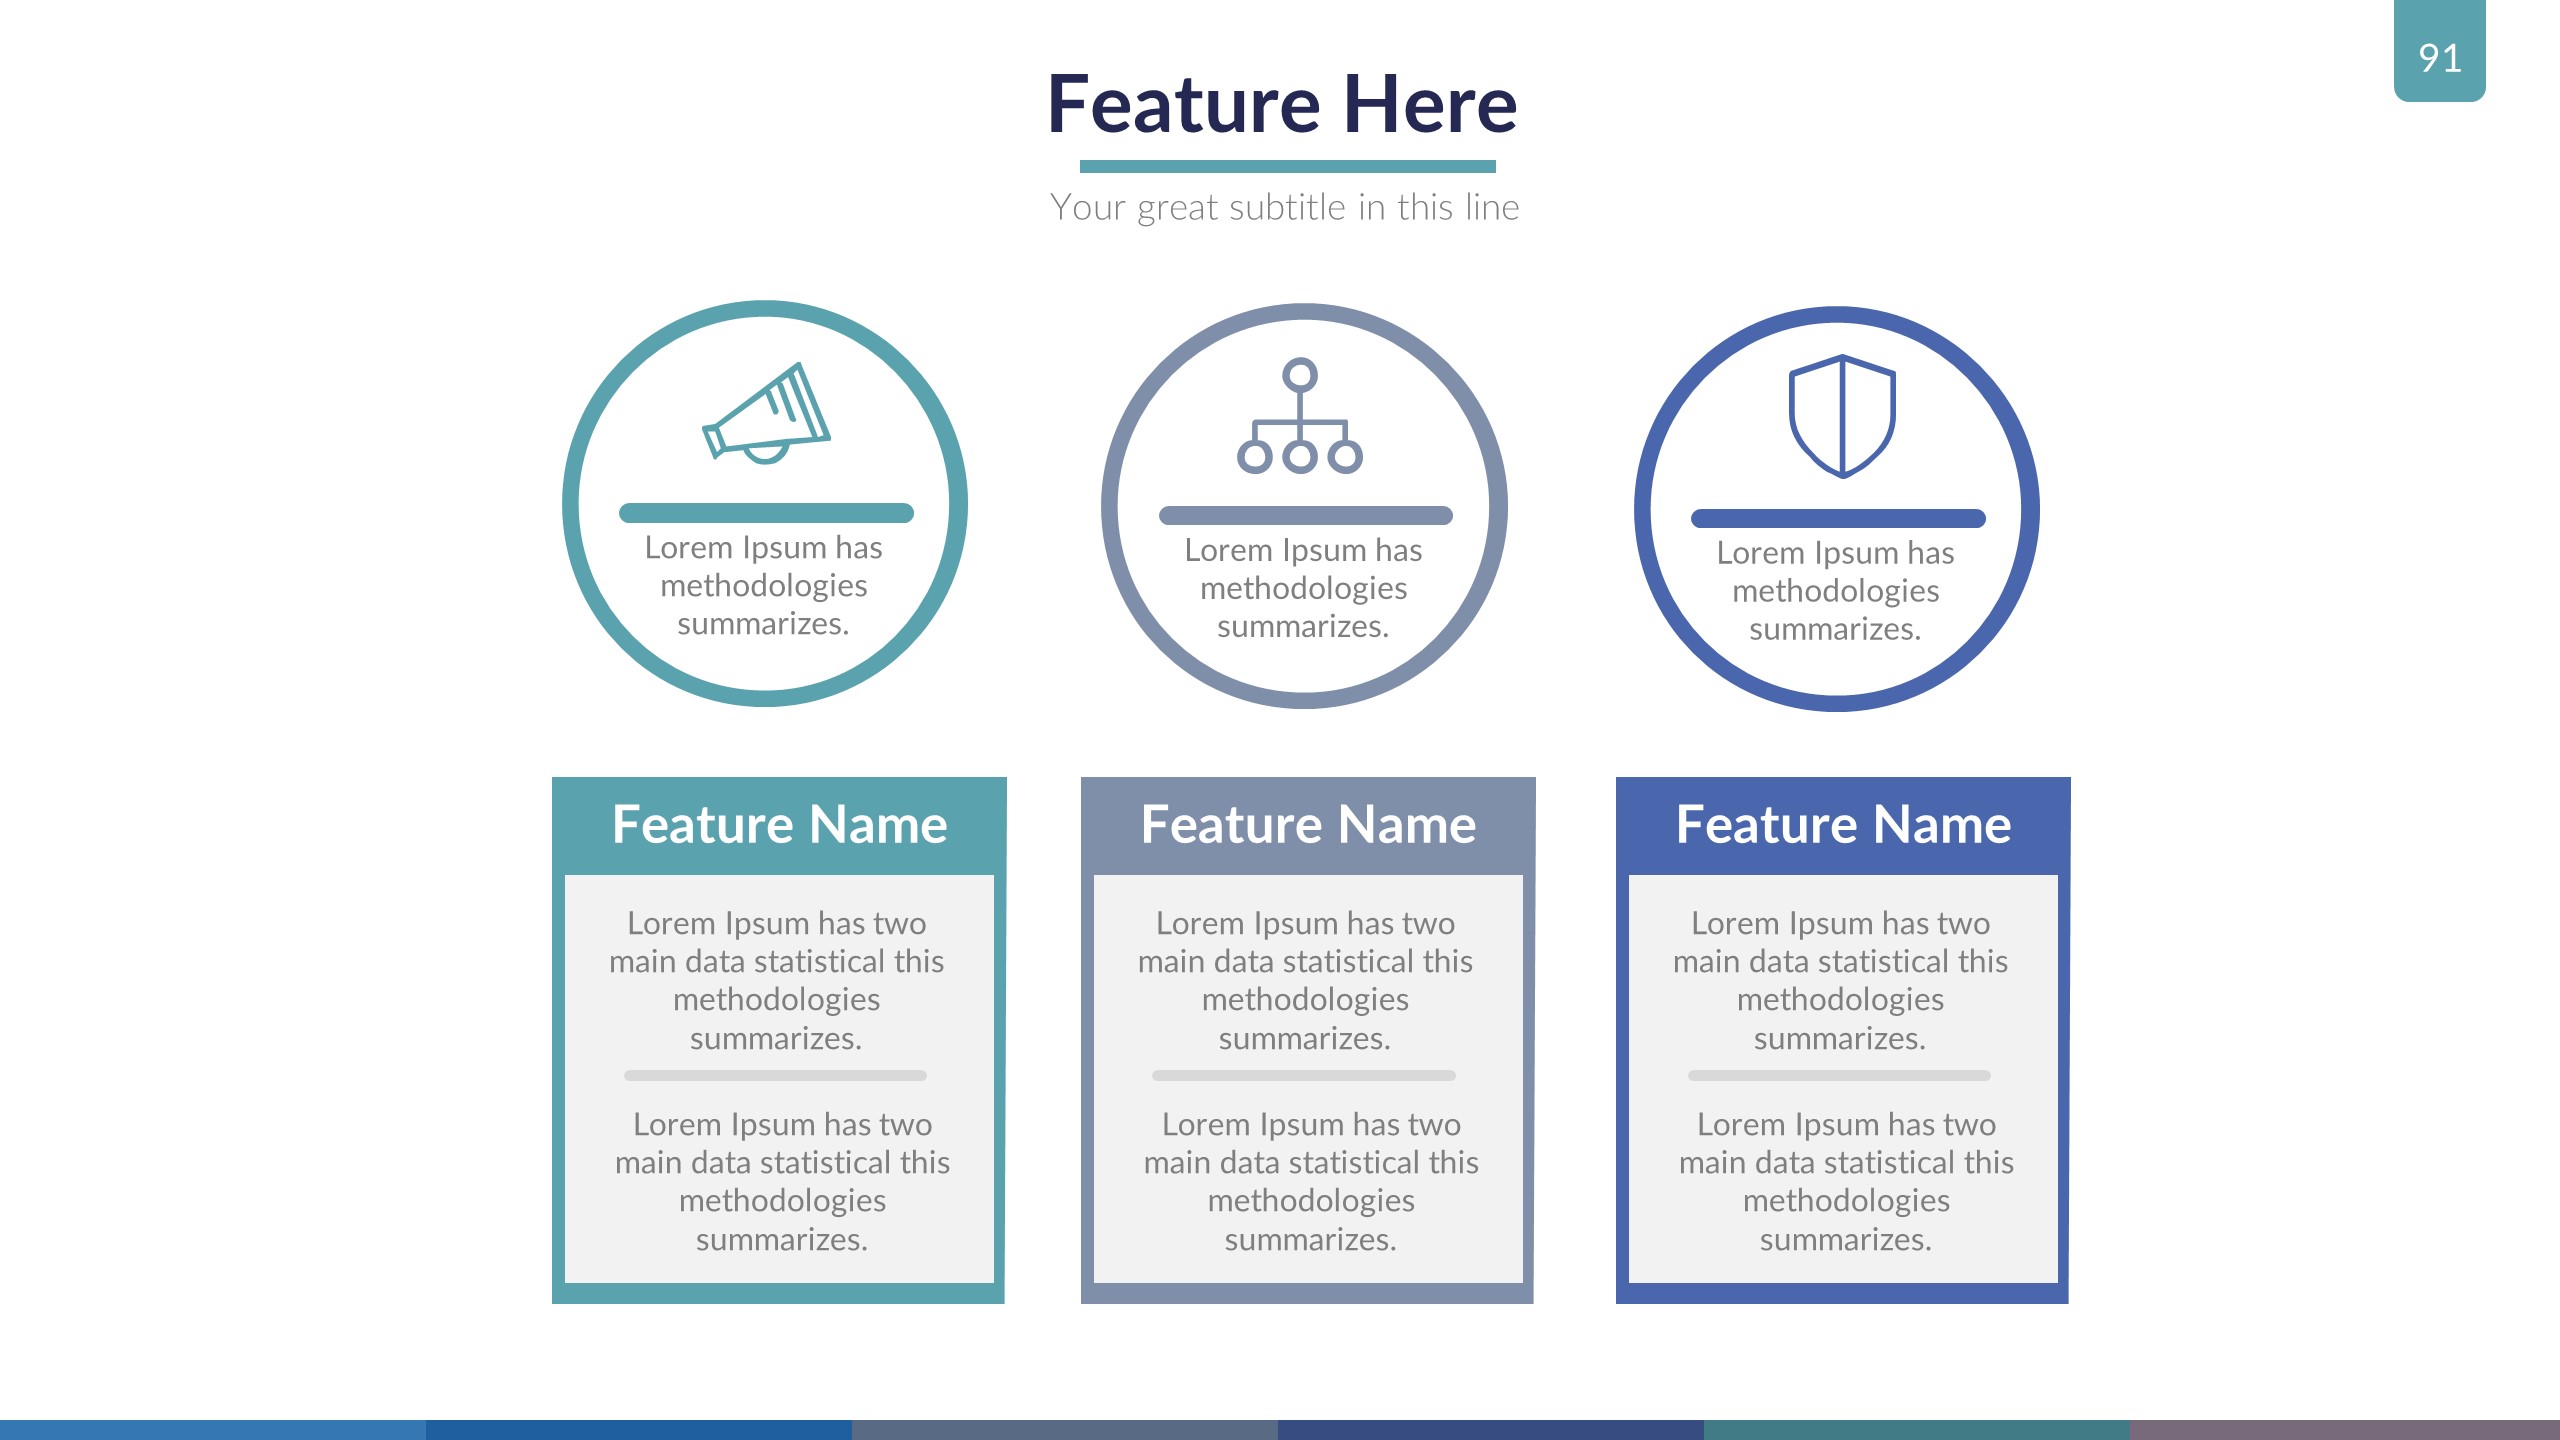 91
Feature Here
Your great subtitle in this line
Lorem Ipsum has
methodologies
summarizes.
Lorem Ipsum has
methodologies
summarizes.
Lorem Ipsum has
methodologies
summarizes.
Feature Name
Lorem Ipsum has two
main data statistical this
methodologies
summarizes.
Lorem Ipsum has two
main data statistical this
methodologies
summarizes.
Feature Name
Lorem Ipsum has two
main data statistical this
methodologies
summarizes.
Lorem Ipsum has two
main data statistical this
methodologies
summarizes.
Feature Name
Lorem Ipsum has two
main data statistical this
methodologies
summarizes.
Lorem Ipsum has two
main data statistical this
methodologies
summarizes.